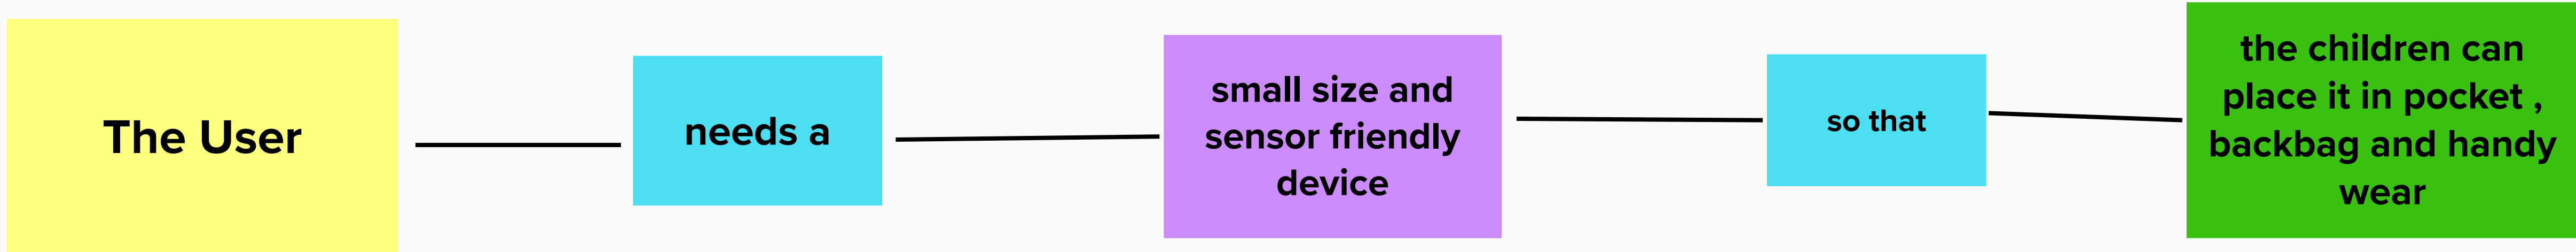 The User
needs a
small size and
sensor friendly
device
so that
the children can
place it in pocket ,
backbag and handy
wear